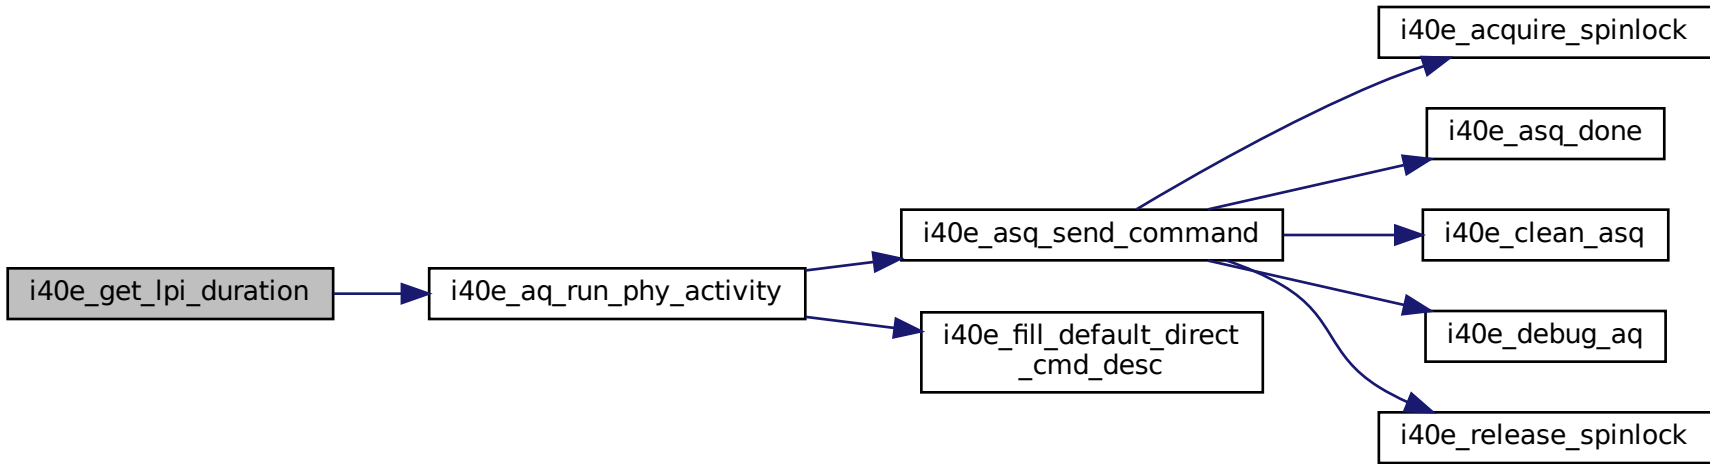 i40e_get_lpi_duration
i40e_aq_run_phy_activity
i40e_asq_send_command
i40e_fill_default_direct
_cmd_desc
i40e_acquire_spinlock
i40e_asq_done
i40e_clean_asq
i40e_debug_aq
i40e_release_spinlock